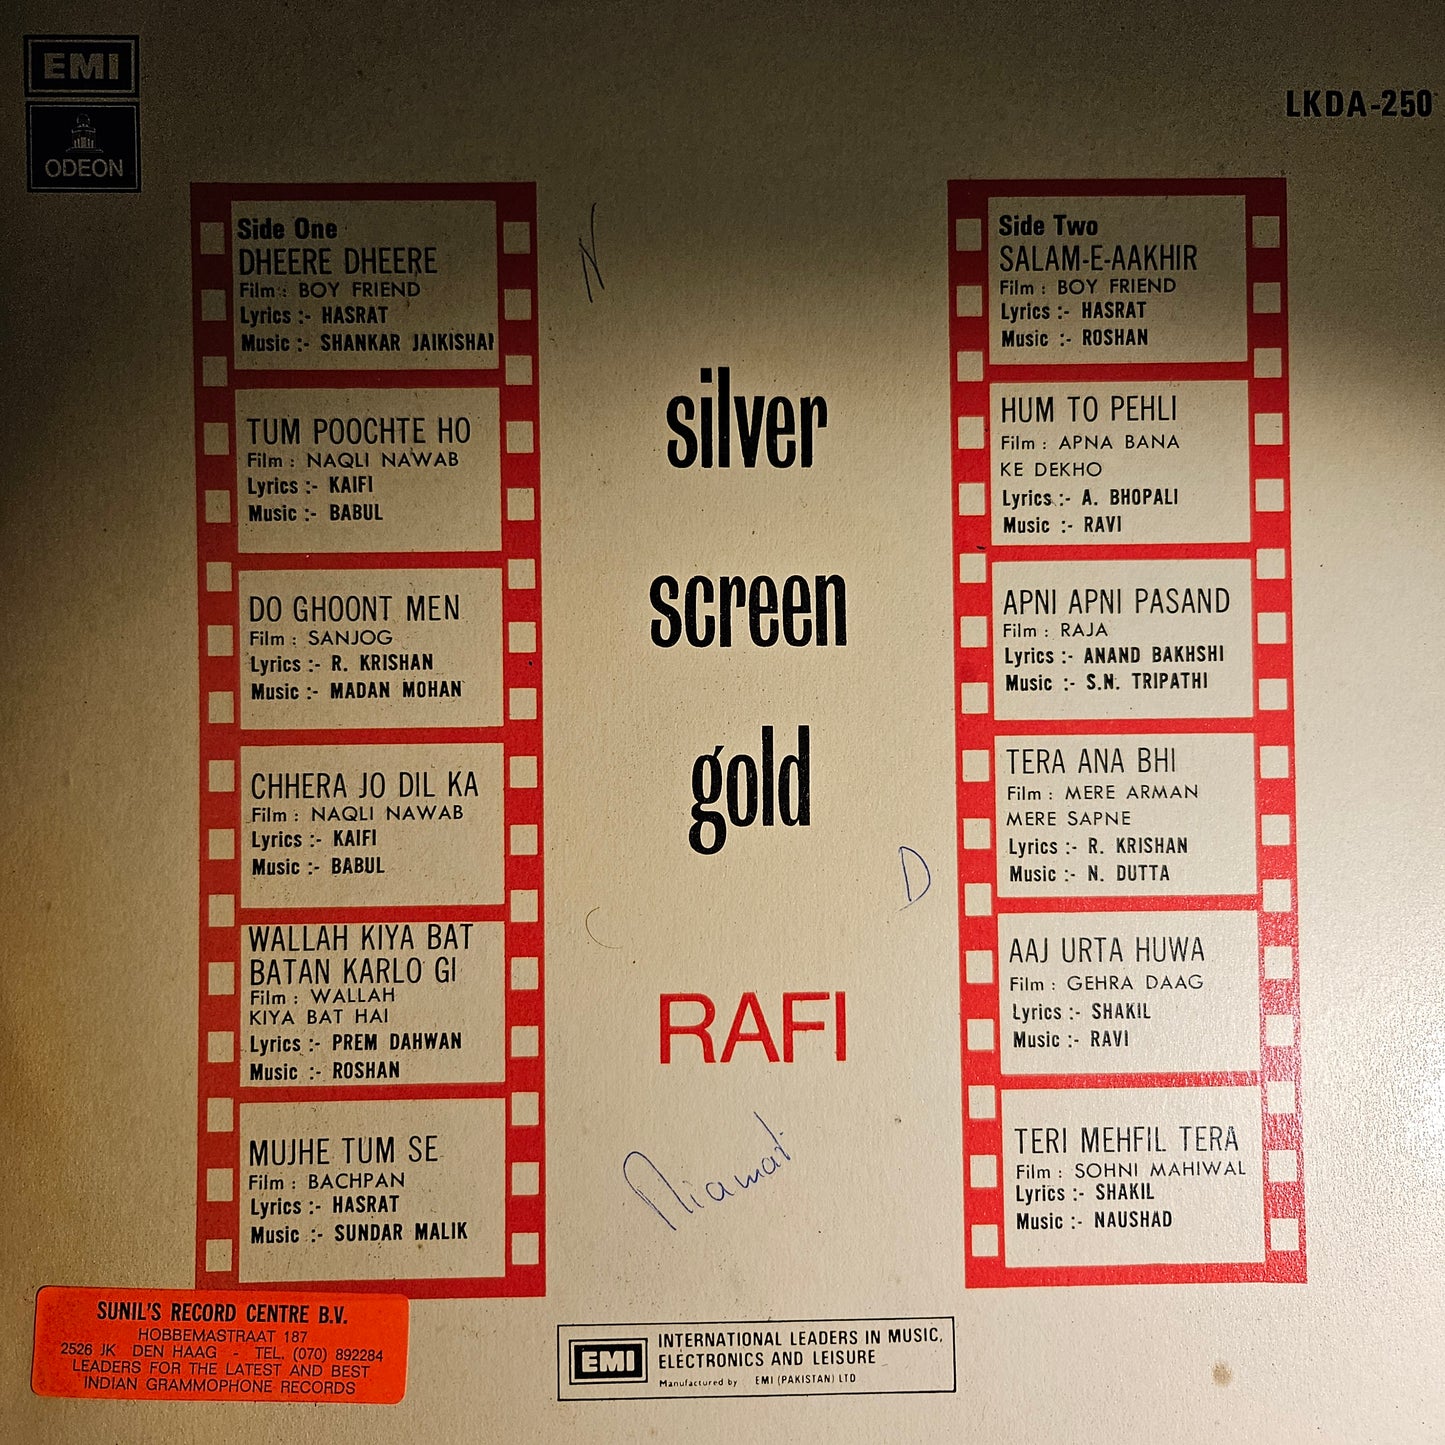 EMI
ODEON
LKDA-250
Side One
DHEERE DHEERE
Film : BOY FRIEND
Lyrics :- HASRAT
Music :- SHANKAR JAIKISHAN
TUM POOCHTE HO
Film : NAQLI NAWAB
Lyrics :- KAIFI
Music :- BABUL
DO GHOONT MEN
Film : SANJOG
Lyrics :- R. KRISHAN
Music :- MADAN MOHAN
CHHERA JO DIL KA
Film : NAQLI NAWAB
Lyrics :- KAIFI
Music :- BABUL
WALLAH KIYA BAT
BATAN KARLO GI
Film : WALLAH
KIYA BAT HAI
Lyrics :- PREM DAHWAN
Music :- ROSHAN
MUJHE TUM SE
Film : BACHPAN
Lyrics :- HASRAT
Music :- SUNDAR MALIK
N
silver
screen
gold
D
RAFI
Niamat
Side Two
SALAM-E-AAKHIR
Film : BOY FRIEND
Lyrics :- HASRAT
Music :- ROSHAN
HUM TO PEHLI
Film : APNA BANA
KE DEKHO
Lyrics :- A. BHOPALI
Music :- RAVI
APNI APNI PASAND
Film : RAJA
Lyrics :- ANAND BAKHSHI
Music :- S.N. TRIPATHI
TERA ANA BHI
Film : MERE ARMAN
MERE SAPNE
Lyrics :- R. KRISHAN
Music :- N. DUTTA
AAJ URTA HUWA
Film : GEHRA DAAG
Lyrics :- SHAKIL
Music :- RAVI
TERI MEHFIL TERA
Film : SOHNI MAHIWAL
Lyrics :- SHAKIL
Music :- NAUSHAD
SUNIL'S RECORD CENTRE B.V.
HOBBEMASTRAAT 187
2526 JK DEN HAAG - TEL. (070) 892284
LEADERS FOR THE LATEST AND BEST
INDIAN GRAMMOPHONE RECORDS
EMI
INTERNATIONAL LEADERS IN MUSIC,
ELECTRONICS AND LEISURE
Manufactured by EMI (PAKISTAN) LTD